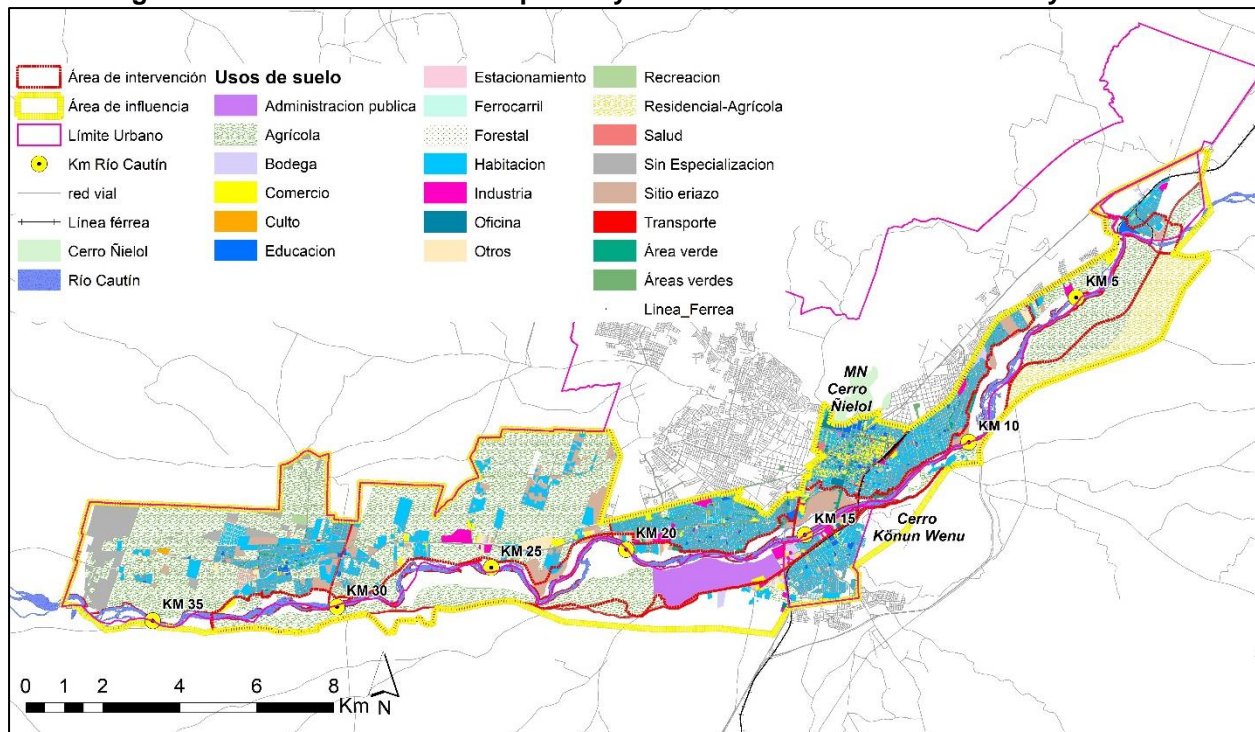 Área de intervención
Área de influencia
Límite Urbano
Km Río Cautín
red vial
Línea férrea
Cerro Ñielol
Río Cautín
Usos de suelo
Administracion publica
Agrícola
Bodega
Comercio
Culto
Educacion
Estacionamiento
Ferrocarril
Forestal
Habitacion
Industria
Oficina
Otros
Recreacion
Residencial-Agrícola
Salud
Sin Especializacion
Sitio eriazo
Transporte
Área verde
Áreas verdes
Linea_Ferrea
KM 5
MN
Cerro
Ñielol
KM 10
KM 15
Cerro
Könun Wenu
KM 20
KM 25
KM 30
KM 35
0 1 2 4 6 8
Km
N